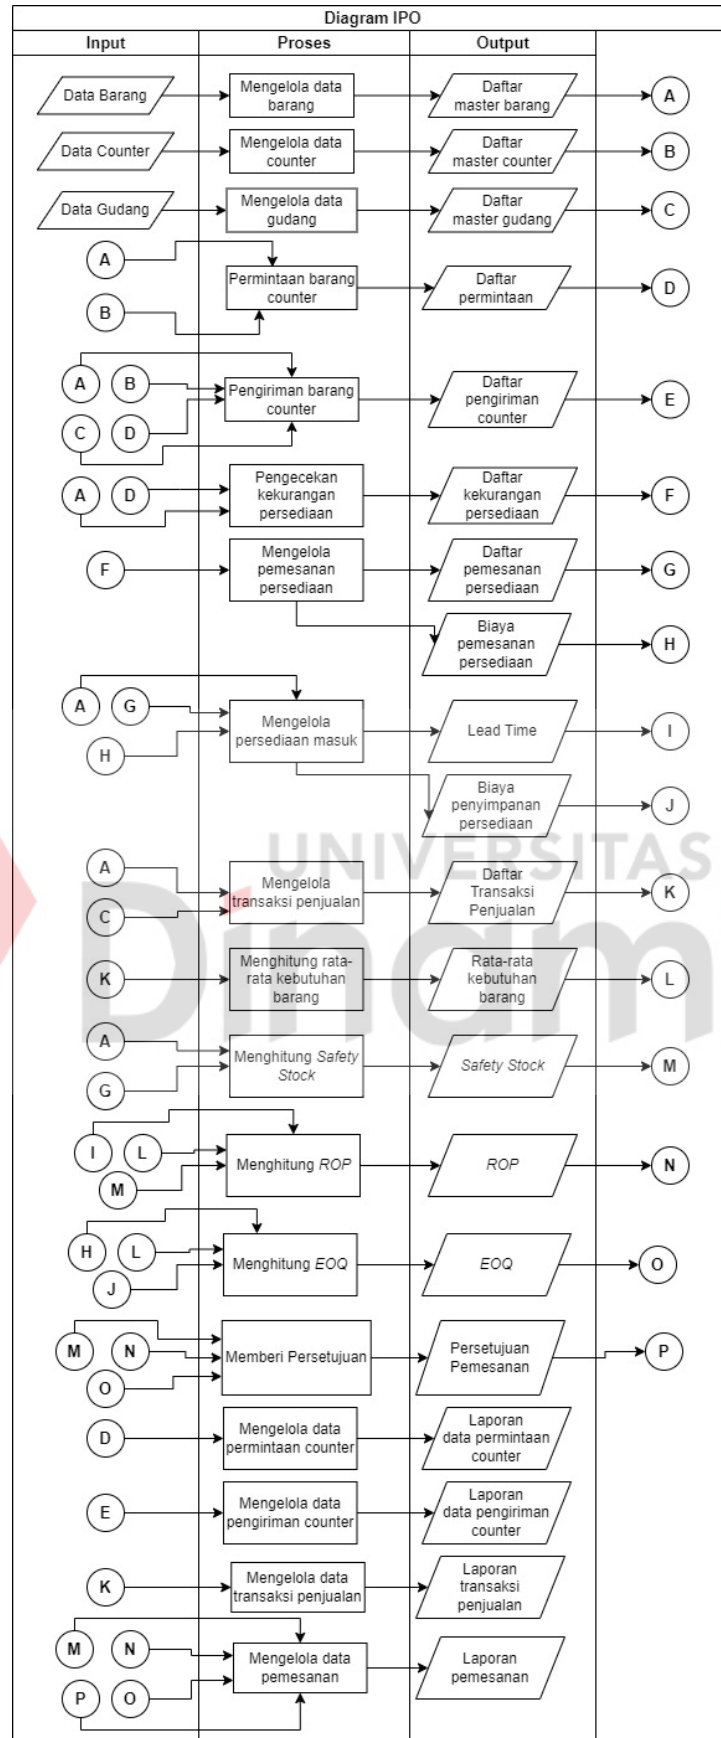 Diagram IPO
Input
Proses
Output
Data Barang
Mengelola data
barang
Daftar
master barang
A
Data Counter
Mengelola data
counter
Daftar
master counter
B
Data Gudang
Mengelola data
gudang
Daftar
master gudang
C
A
B
Permintaan barang
counter
Daftar
permintaan
D
A
B
C
D
Pengiriman barang
counter
Daftar
pengiriman
counter
E
A
D
Pengecekan
kekurangan
persediaan
Daftar
kekurangan
persediaan
F
F
Mengelola
pemesanan
persediaan
Daftar
pemesanan
persediaan
G
Biaya
pemesanan
persediaan
H
A
G
H
Mengelola
persediaan masuk
Lead Time
I
Biaya
penyimpanan
persediaan
J
UNIVERSITAS
Dinam
A
C
Mengelola
transaksi penjualan
Daftar
Transaksi
Penjualan
K
K
Menghitung rata-
rata kebutuhan
barang
Rata-rata
kebutuhan
barang
L
A
G
Menghitung Safety
Stock
Safety Stock
M
I
L
M
Menghitung ROP
ROP
N
H
L
J
Menghitung EOQ
EOQ
O
M
N
O
Memberi Persetujuan
Persetujuan
Pemesanan
P
D
Mengelola data
permintaan counter
Laporan
data permintaan
counter
E
Mengelola data
pengiriman counter
Laporan
data pengiriman
counter
K
Mengelola data
transaksi penjualan
Laporan
transaksi
penjualan
M
N
P
O
Mengelola data
pemesanan
Laporan
pemesanan